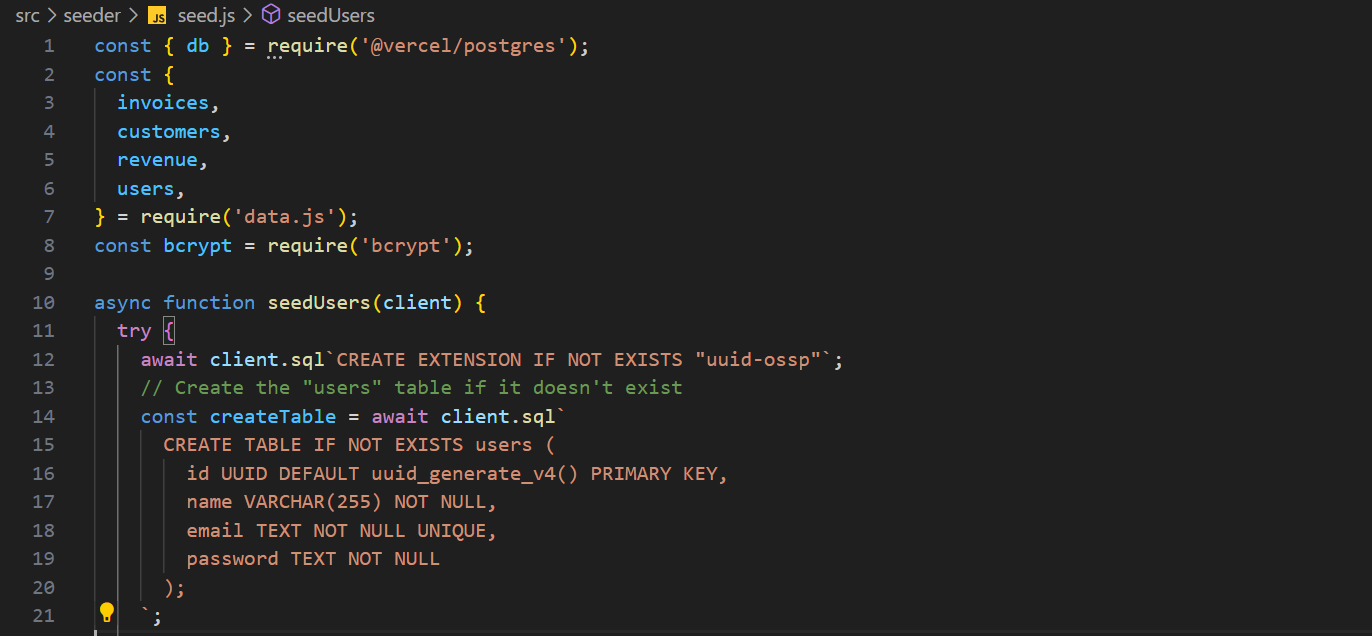 src > seeder > JS seed.js > seedUsers
1 const { db } = require('@vercel/postgres');
2 const {
3   invoices,
4   customers,
5   revenue,
6   users,
7 } = require('data.js');
8 const bcrypt = require('bcrypt');
9
10 async function seedUsers(client) {
11   try {
12     await client.sql`CREATE EXTENSION IF NOT EXISTS "uuid-ossp"`;
13     // Create the "users" table if it doesn't exist
14     const createTable = await client.sql`
15       CREATE TABLE IF NOT EXISTS users (
16         id UUID DEFAULT uuid_generate_v4() PRIMARY KEY,
17         name VARCHAR(255) NOT NULL,
18         email TEXT NOT NULL UNIQUE,
19         password TEXT NOT NULL
20       );
21     `;